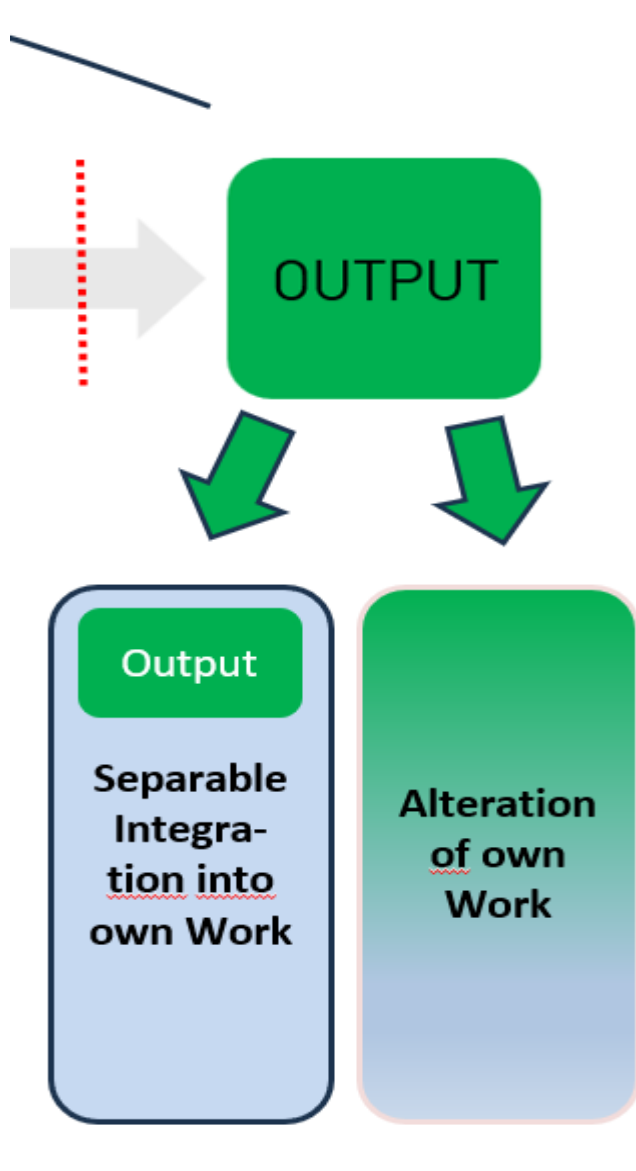 OUTPUT
Output
Separable
Integra-
tion into
own Work
Alteration
of own
Work